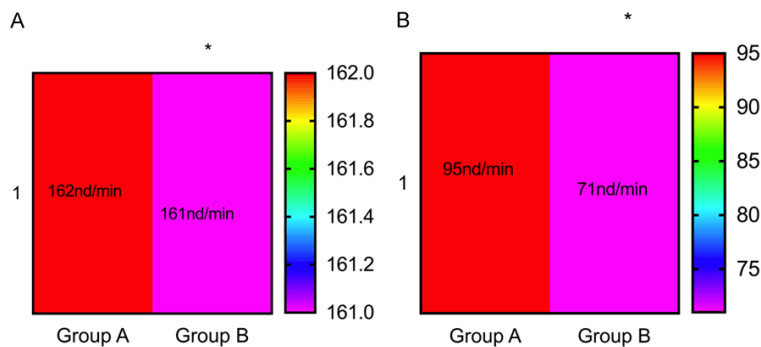 A
*
162.0
161.8
161.6
161.4
161.2
161.0
1
162nd/min
161nd/min
Group A
Group B
B
*
95
90
85
80
75
1
95nd/min
71nd/min
Group A
Group B